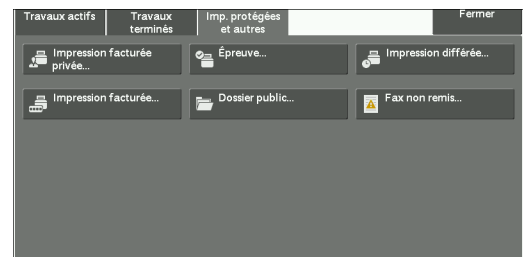 Travaux actifs
Travaux
terminés
Imp. protégées
et autres
Fermer
Impression facturée
privée...
Épreuve...
Impression différée...
Impression facturée...
Dossier public...
Fax non remis...